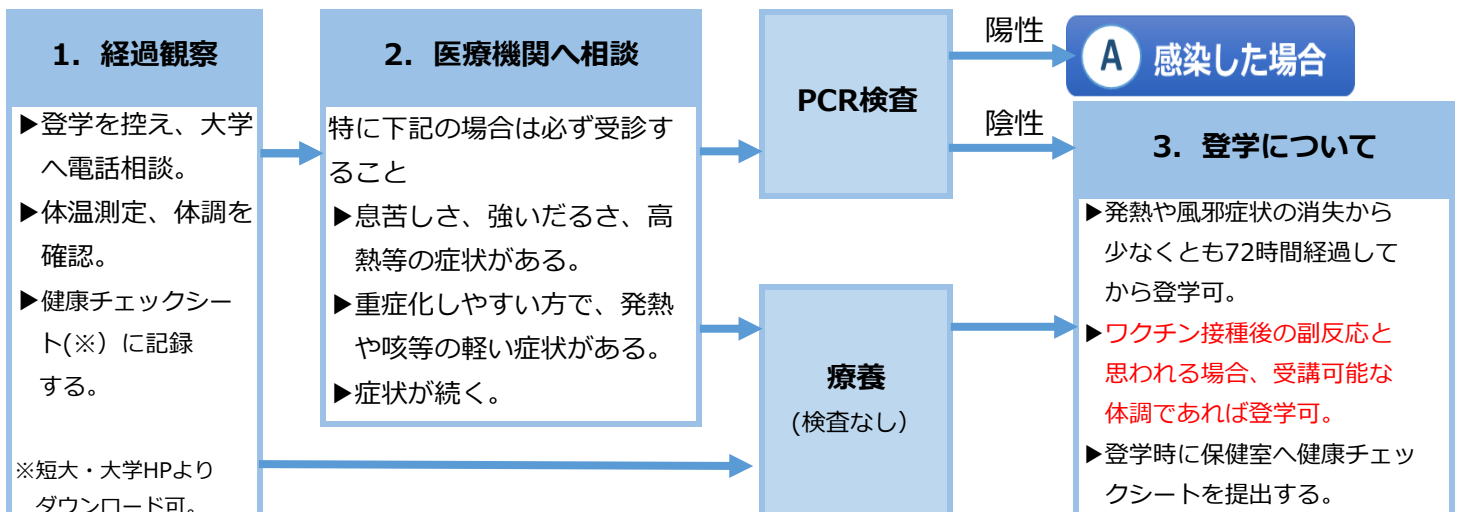 1. 経過観察
▶登学を控え、大学
へ電話相談。
▶体温測定、体調を
確認。
▶健康チェックシー
ト(※）に記録
する。
※短大・大学HPより
ダウンロード可。
2. 医療機関へ相談
特に下記の場合は必ず受診す
ること
▶息苦しさ、強いだるさ、高
熱等の症状がある。
▶重症化しやすい方で、発熱
や咳等の軽い症状がある。
▶症状が続く。
PCR検査
陽性
A 感染した場合
陰性
療養
(検査なし）
3. 登学について
▶発熱や風邪症状の消失から
少なくとも72時間経過して
から登学可。
▶ワクチン接種後の副反応と
思われる場合、受講可能な
体調であれば登学可。
▶登学時に保健室へ健康チェッ
クシートを提出する。